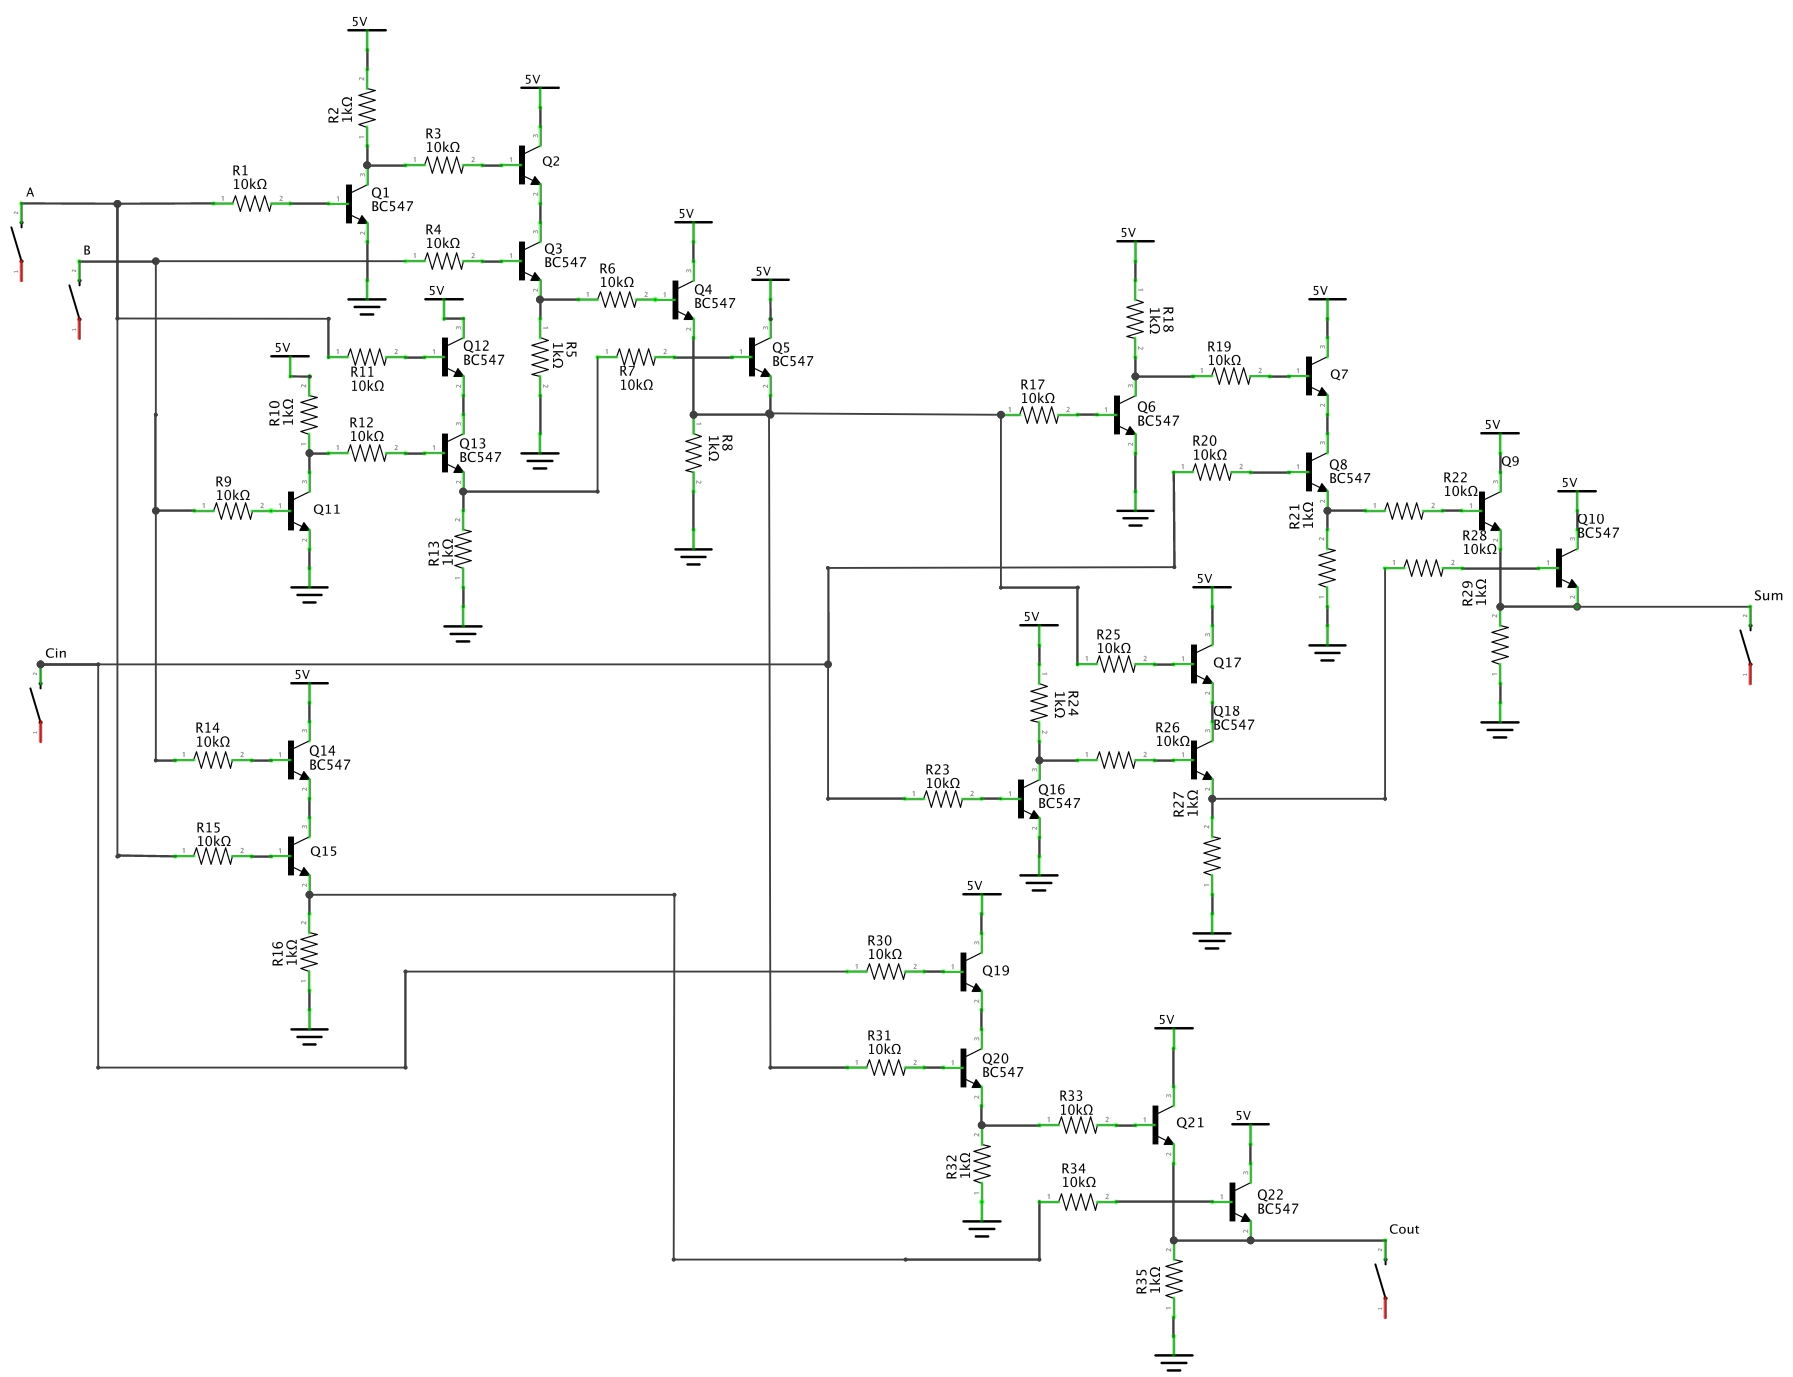 5V
R2
1kΩ
5V
R3
10kΩ
Q2
R1
10kΩ
A
Q1
BC547
5V
R4
10kΩ
B
Q3
BC547
R6
10kΩ
Q4
BC547
5V
5V
5V
R5
1kΩ
R18
1kΩ
5V
5V
Q12
BC547
R11
10kΩ
R7
10kΩ
Q5
BC547
R19
10kΩ
Q7
R10
1kΩ
R12
10kΩ
Q13
BC547
R8
1kΩ
R17
10kΩ
Q6
BC547
5V
R20
10kΩ
Q8
BC547
Q9
R9
10kΩ
Q11
R22
10kΩ
5V
R21
1kΩ
Q10
BC547
R13
1kΩ
R28
10kΩ
5V
R29
1kΩ
Sum
5V
Cin
R25
10kΩ
Q17
5V
R24
1kΩ
Q18
BC547
R14
10kΩ
Q14
BC547
R26
10kΩ
R23
10kΩ
Q16
BC547
R27
1kΩ
R15
10kΩ
Q15
5V
R16
1kΩ
R30
10kΩ
Q19
5V
R31
10kΩ
Q20
BC547
R33
10kΩ
Q21
5V
R32
1kΩ
R34
10kΩ
Q22
BC547
Cout
R35
1kΩ